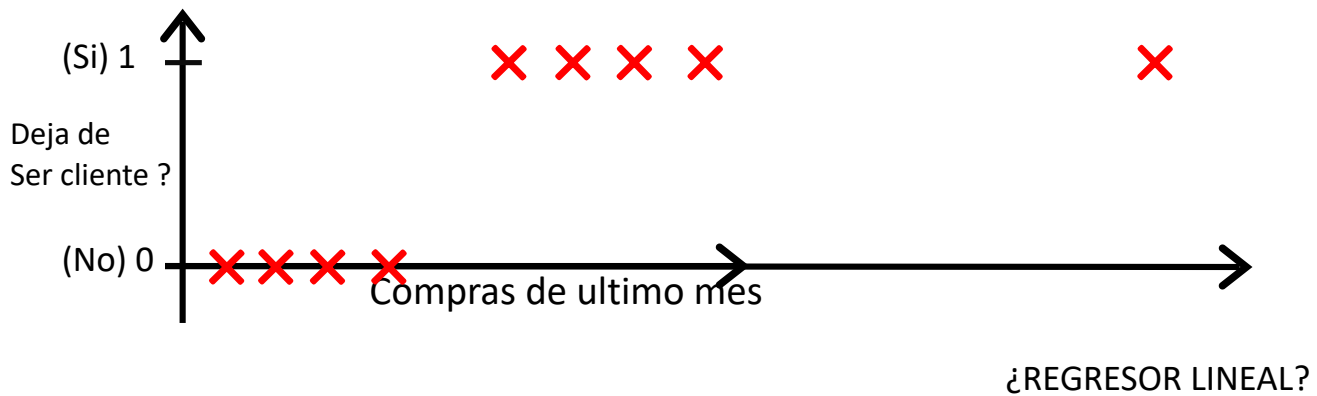 (Si) 1
Deja de
Ser cliente ?
(No) 0
Compras de ultimo mes
¿REGRESOR LINEAL?